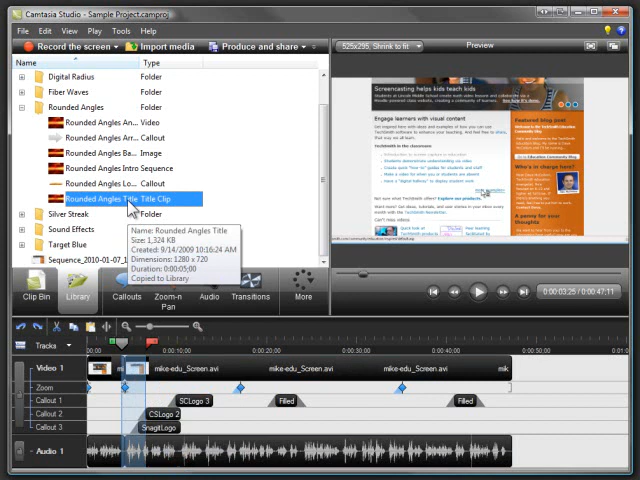 Camtasia Studio - Sample Project.camproj
File Edit View Play Tools Help
Record the screen Import media Produce and share
525x295, Shrink to fit Preview
Name Type
Digital Radius Folder
Fiber Waves Folder
Rounded Angles Folder
Rounded Angles An... Video
Rounded Angles Arr... Callout
Rounded Angles Ba... Image
Rounded Angles Intro Sequence
Rounded Angles Lo... Callout
Rounded Angles Title Title Clip
Silver Streak Folder
Sound Effects
Target Blue
Sequence_2010-01-07_1
Name: Rounded Angles Title
Size: 1,324 KB
Created: 9/14/2009 10:16:24 AM
Dimensions: 1280 x 720
Duration: 0:00:05;00
Copied to Library
Screencasting helps kids teach kids
Engage learners with visual content
TechSmith in the classroom:
Featured blog post
Who's in charge here?
A penny for your thoughts
Clip Bin Library Callouts Zoom-n Pan Audio Transitions More
0:00:03;25 / 0:00:47;11
Tracks
00;00 0:00:10;00 0:00:20;00 0:00:30;00 0:00:40;00 0:00:50;00 0:01:00;00
Video 1 mike-edu_Screen.avi mike-edu_Screen.avi mike-edu_Screen.avi mik
Zoom
Callout 1 SCLogo 3 Filled Filled
Callout 2 CSLogo 2
Callout 3 SnagitLogo
Audio 1